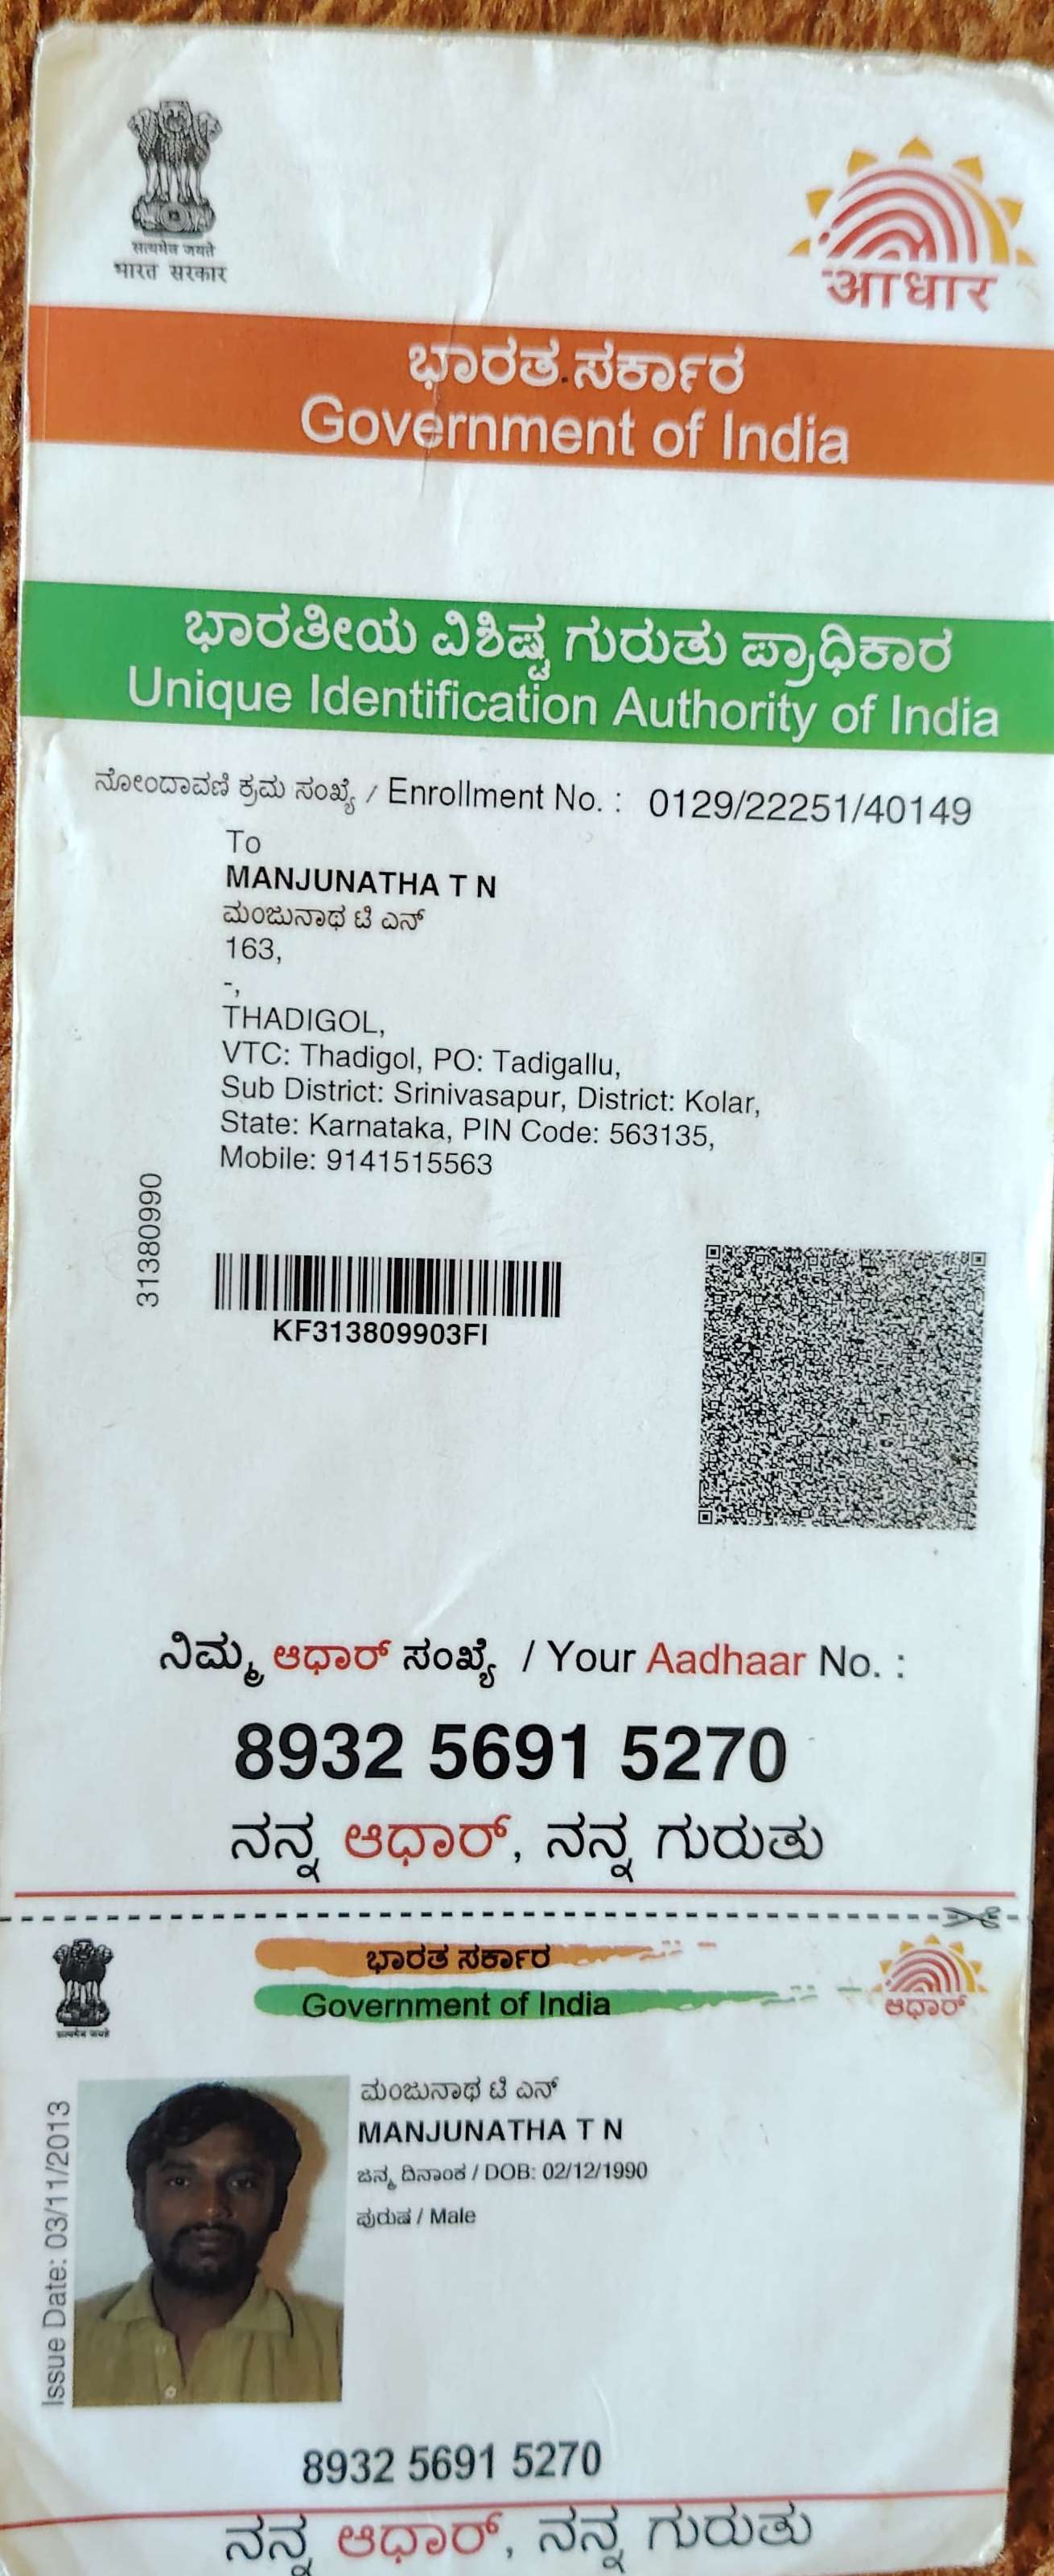 सत्यमेव जयते
भारत सरकार
आधार
ಭಾರತ ಸರ್ಕಾರ
Government of India
ಭಾರತೀಯ ವಿಶಿಷ್ಟ ಗುರುತು ಪ್ರಾಧಿಕಾರ
Unique Identification Authority of India
ನೋಂದಾವಣಿ ಕ್ರಮ ಸಂಖ್ಯೆ / Enrollment No. : 0129/22251/40149
To
MANJUNATHA T N
ಮಂಜುನಾಥ ಟಿ ಎನ್
163,
-,
THADIGOL,
VTC: Thadigol, PO: Tadigallu,
Sub District: Srinivasapur, District: Kolar,
State: Karnataka, PIN Code: 563135,
Mobile: 9141515563
31380990
KF313809903FI
ನಿಮ್ಮ ಆಧಾರ್ ಸಂಖ್ಯೆ / Your Aadhaar No. :
8932 5691 5270
ನನ್ನ ಆಧಾರ್, ನನ್ನ ಗುರುತು
ಭಾರತ ಸರ್ಕಾರ
Government of India
सत्यमेव जयते
ಆಧಾರ್
Issue Date: 03/11/2013
ಮಂಜುನಾಥ ಟಿ ಎನ್
MANJUNATHA T N
ಜನ್ಮ ದಿನಾಂಕ / DOB: 02/12/1990
ಪುರುಷ / Male
8932 5691 5270
ನನ್ನ ಆಧಾರ್, ನನ್ನ ಗುರುತು